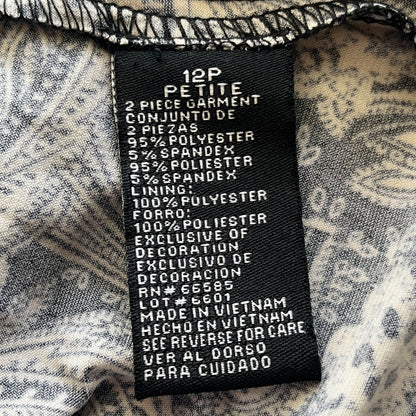 12P
PETITE
2 PIECE GARMENT
CONJUNTO DE
2 PIEZAS
95% POLYESTER
5% SPANDEX
95% POLIESTER
5% SPANDEX
LINING:
100% POLYESTER
FORRO:
100% POLIESTER
EXCLUSIVE OF
DECORATION
EXCLUSIVO DE
DECORACION
RN# 66585
LOT# 6601
MADE IN VIETNAM
HECHO EN VIETNAM
SEE REVERSE FOR CARE
VER AL DORSO
PARA CUIDADO